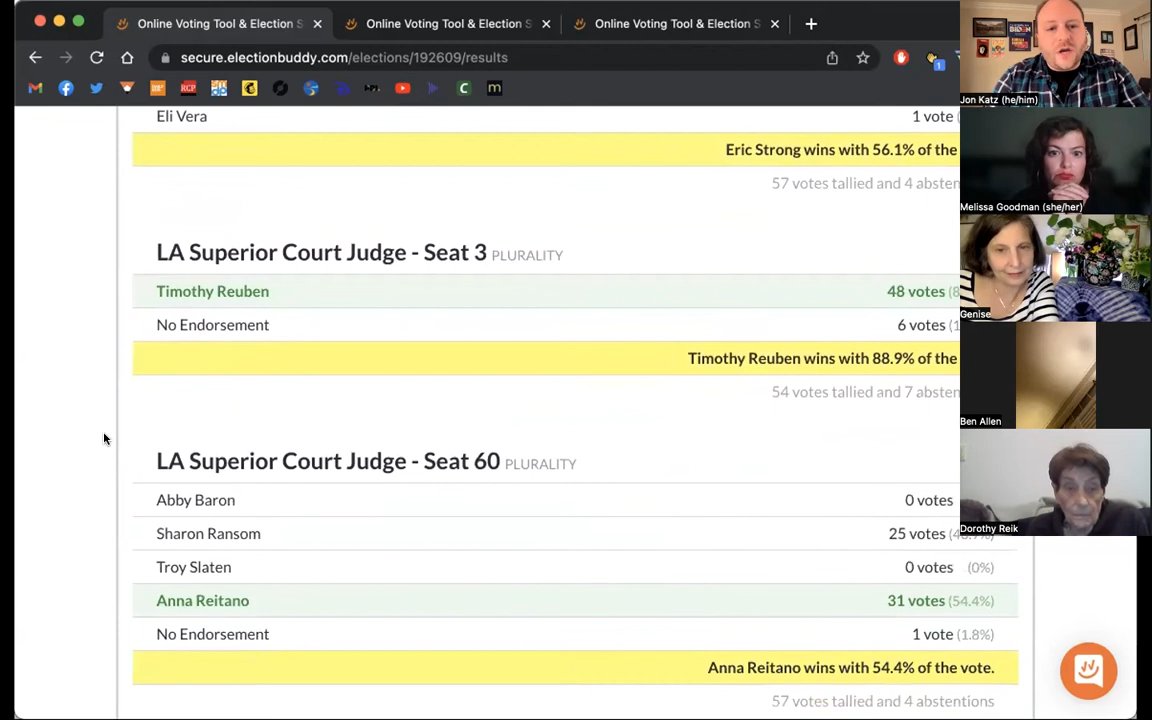 Online Voting Tool & Election S
Online Voting Tool & Election S
Online Voting Tool & Election S
secure.electionbuddy.com/elections/192609/results
1
RCP
C
m
Eli Vera
1 vote (
Eric Strong wins with 56.1% of the
57 votes tallied and 4 absten
LA Superior Court Judge - Seat 3 PLURALITY
Timothy Reuben
48 votes (8
No Endorsement
6 votes (1
Timothy Reuben wins with 88.9% of the
54 votes tallied and 7 absten
LA Superior Court Judge - Seat 60 PLURALITY
Abby Baron
0 votes
Sharon Ransom
25 votes
Troy Slaten
0 votes (0%)
Anna Reitano
31 votes (54.4%)
No Endorsement
1 vote (1.8%)
Anna Reitano wins with 54.4% of the vote.
57 votes tallied and 4 abstentions
Jon Katz (he/him)
Melissa Goodman (she/her)
Genise
Ben Allen
Dorothy Reik